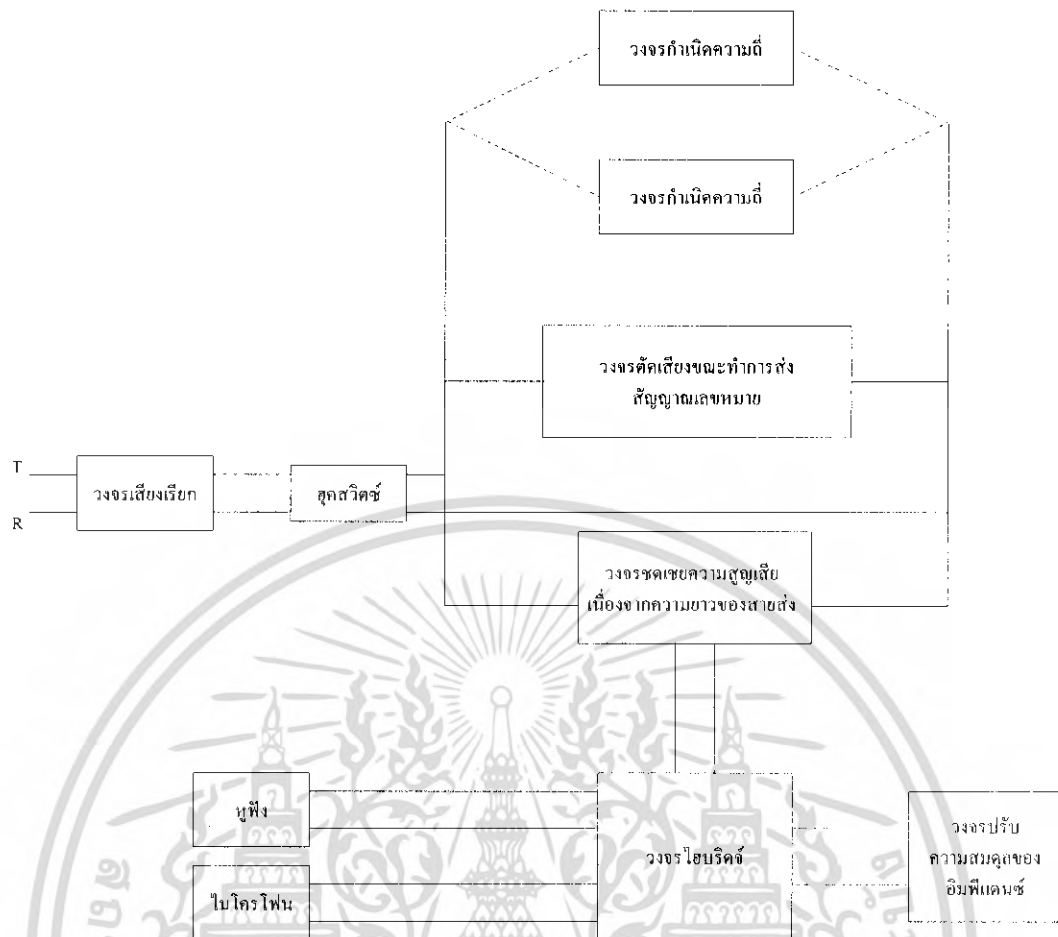 วงจรกำเนิดความถี่
วงจรกำเนิดความถี่
วงจรตัดเสียงขณะทำการส่ง
สัญญาณเลขหมาย
T
R
วงจรเสียงเรียก
ฮุคสวิตซ์
วงจรชดเชยความสูญเสีย
เนื่องจากความยาวของสายส่ง
หูฟัง
ไมโครโฟน
วงจรไฮบริคจ์
วงจรปรับ
ความสมดุลของ
อิมพีแดนซ์